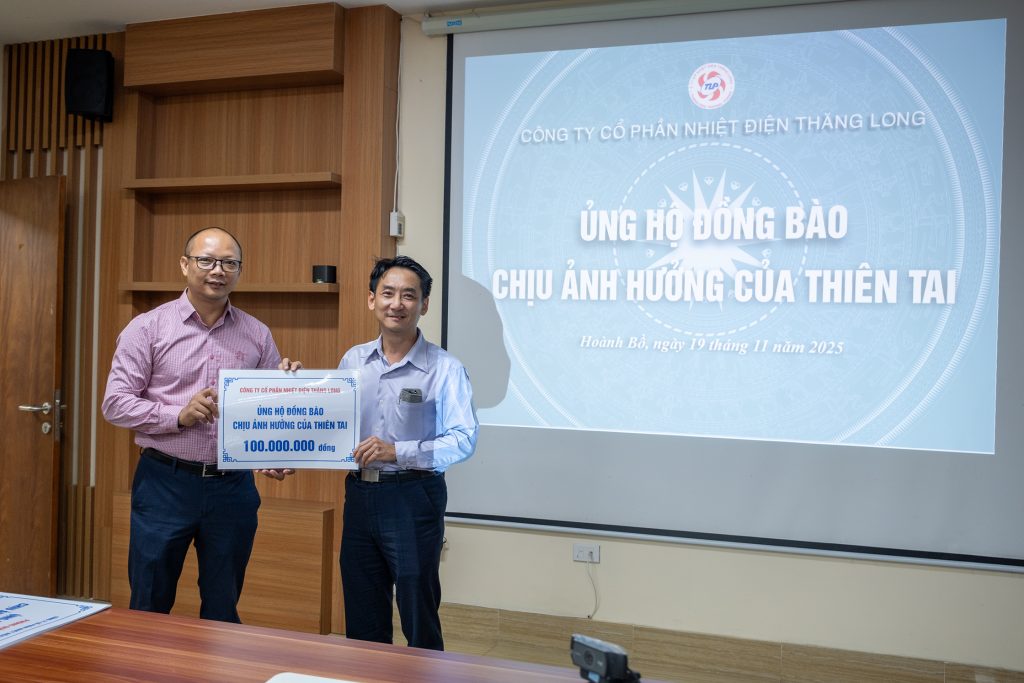 TLP
CÔNG TY CỔ PHẦN NHIỆT ĐIỆN THĂNG LONG
ỦNG HỘ ĐỒNG BÀO
CHỊU ẢNH HƯỞNG CỦA THIÊN TAI
Hoành Bồ, ngày 19 tháng 11 năm 2025
CÔNG TY CỔ PHẦN NHIỆT ĐIỆN THĂNG LONG
ỦNG HỘ ĐỒNG BÀO
CHỊU ẢNH HƯỞNG CỦA THIÊN TAI
100.000.000 đồng